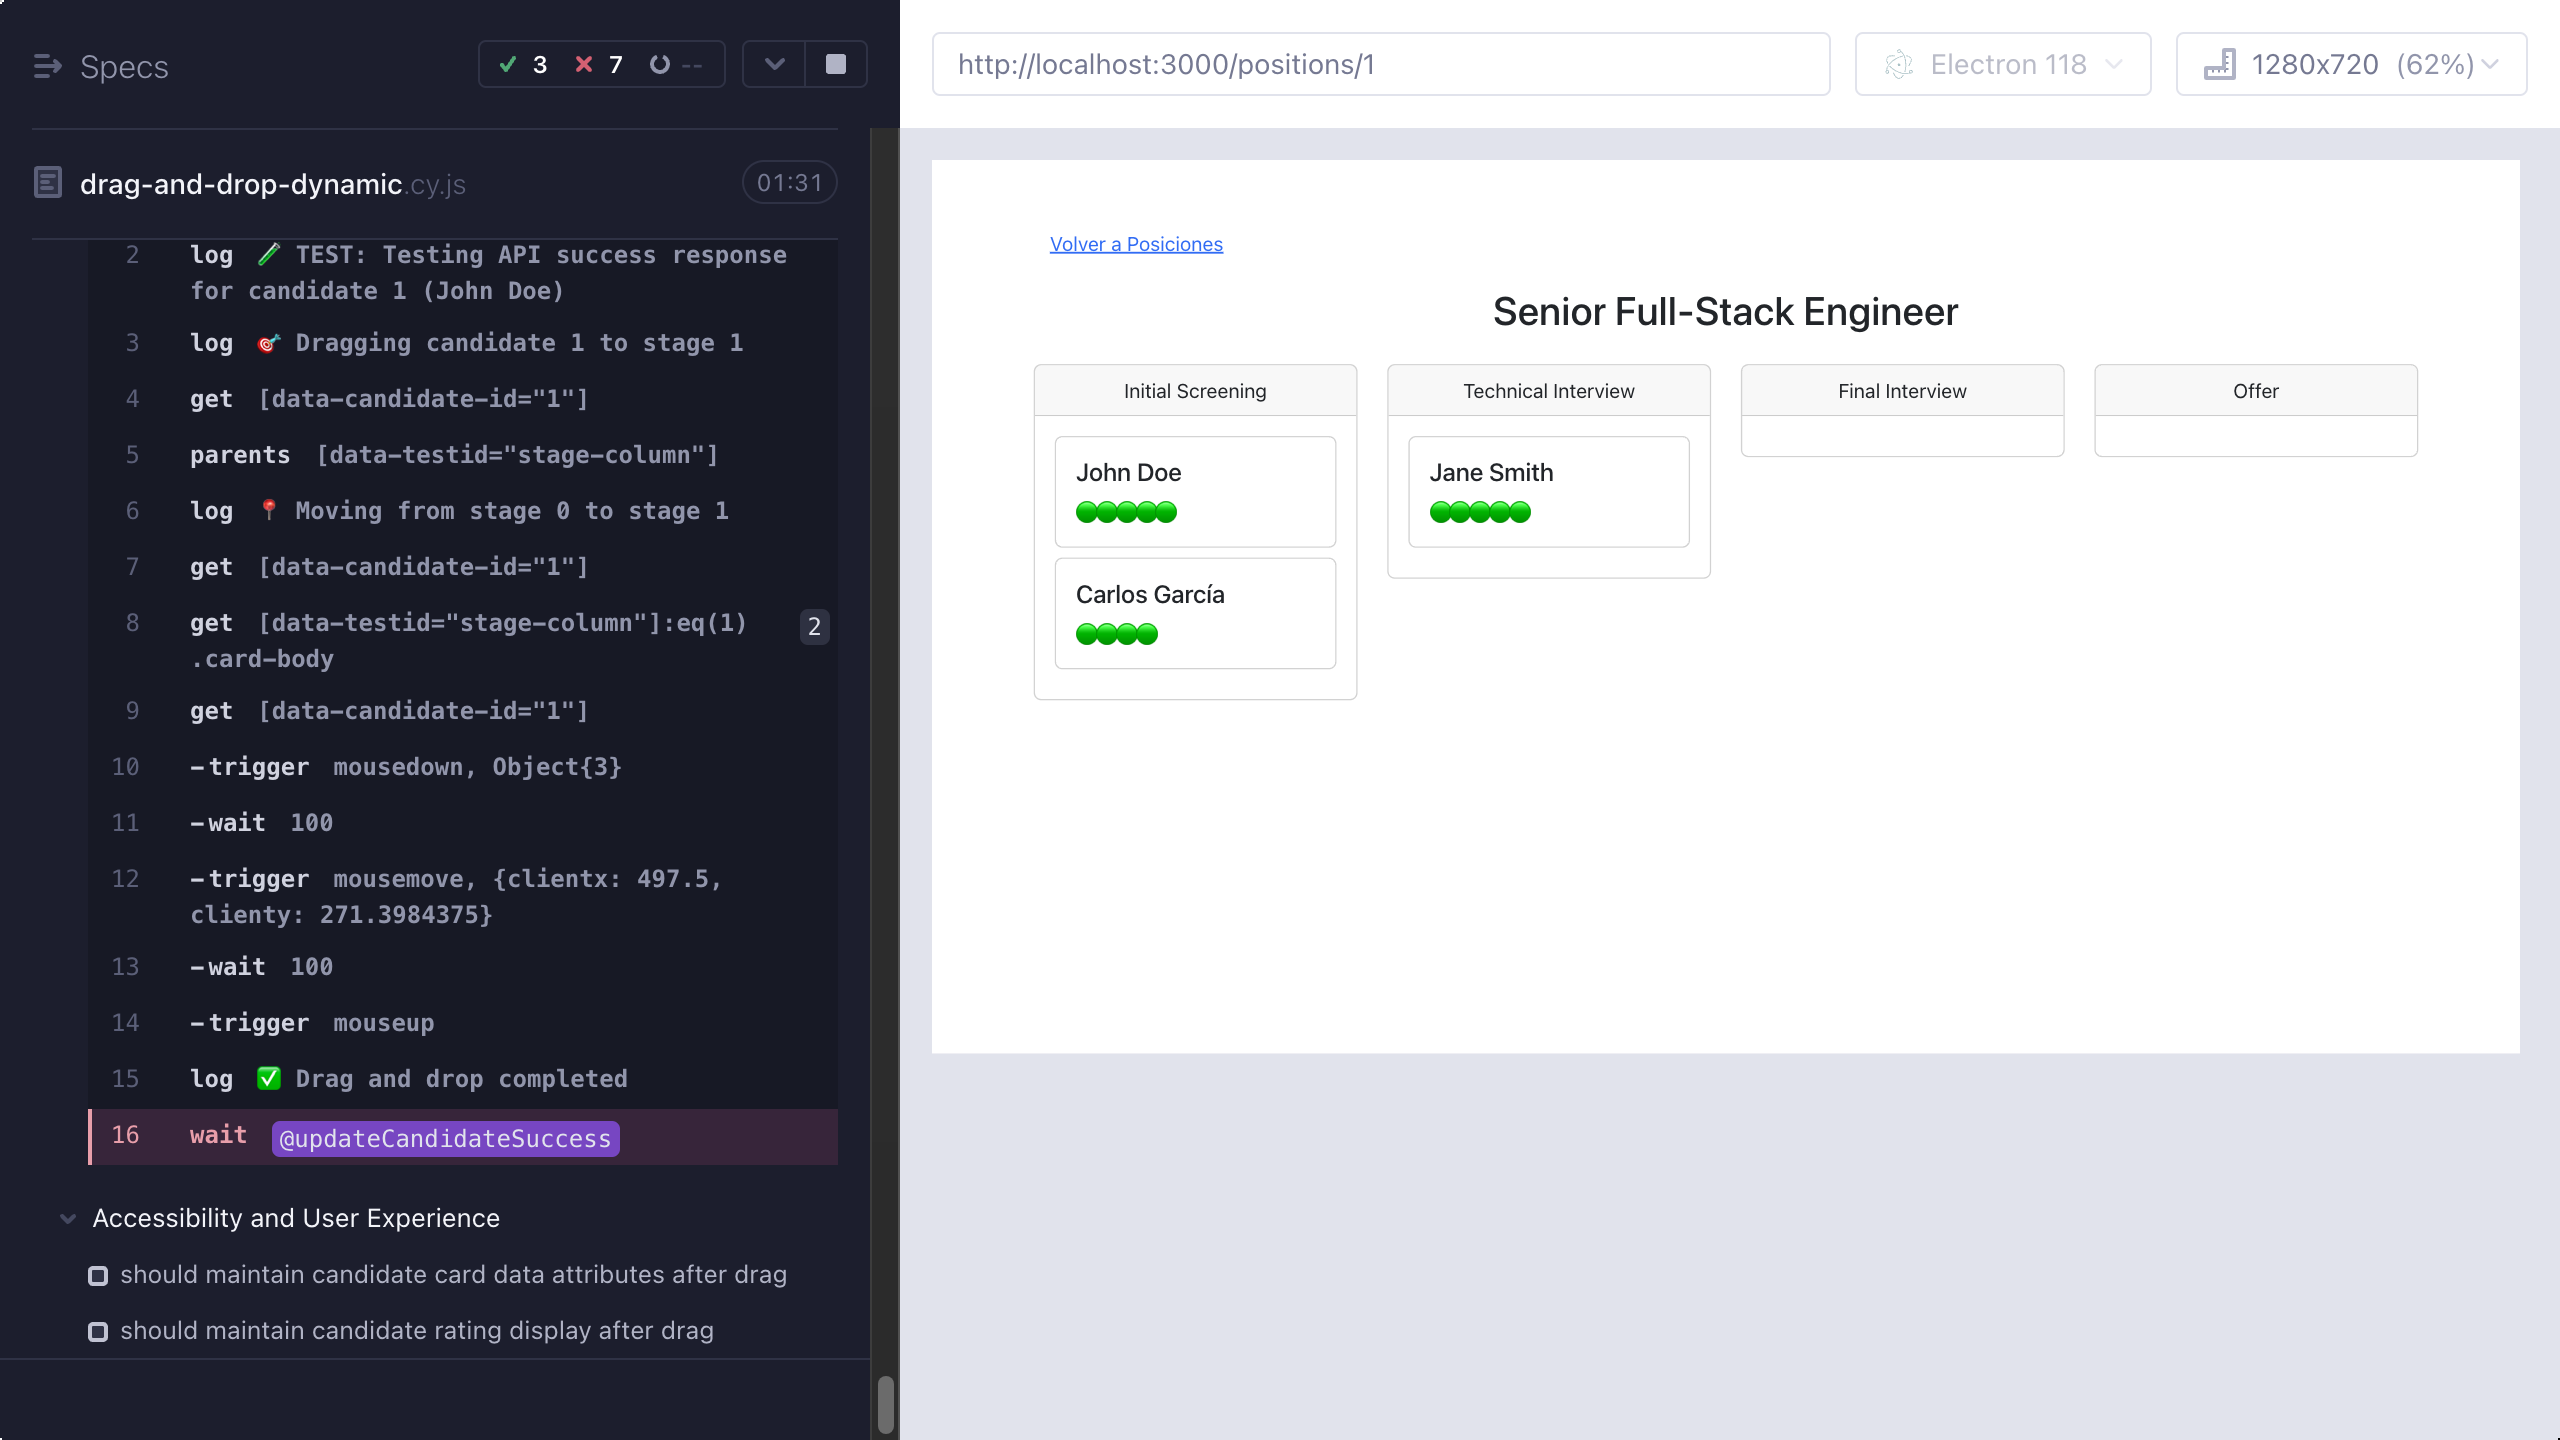 Specs
3 7 --
drag-and-drop-dynamic.cy.js
01:31
2 log 🧪 TEST: Testing API success response
for candidate 1 (John Doe)
3 log 🎯 Dragging candidate 1 to stage 1
4 get [data-candidate-id="1"]
5 parents [data-testid="stage-column"]
6 log 📍 Moving from stage 0 to stage 1
7 get [data-candidate-id="1"]
8 get [data-testid="stage-column"]:eq(1) 2
.card-body
9 get [data-candidate-id="1"]
10 -trigger mousedown, Object{3}
11 -wait 100
12 -trigger mousemove, {clientx: 497.5,
clienty: 271.3984375}
13 -wait 100
14 -trigger mouseup
15 log ✅ Drag and drop completed
16 wait @updateCandidateSuccess
Accessibility and User Experience
should maintain candidate card data attributes after drag
should maintain candidate rating display after drag
http://localhost:3000/positions/1
Electron 118
1280x720 (62%)
Volver a Posiciones
Senior Full-Stack Engineer
Initial Screening
John Doe
Carlos García
Technical Interview
Jane Smith
Final Interview
Offer